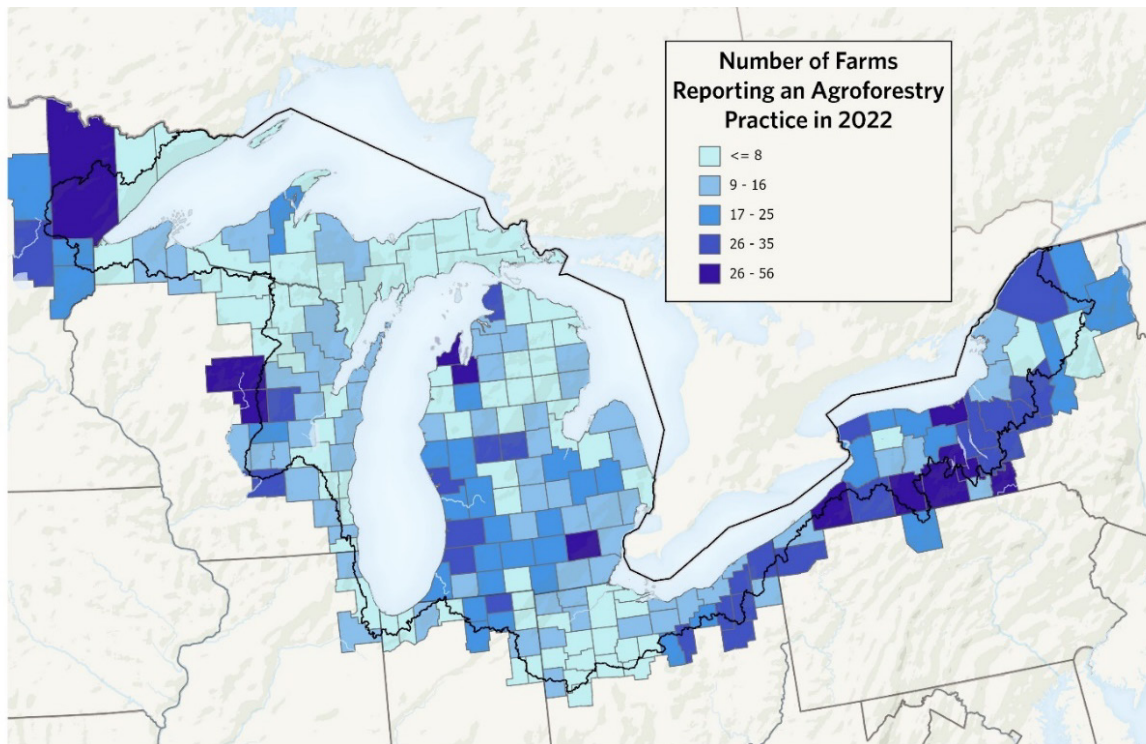 Number of Farms
Reporting an Agroforestry
Practice in 2022
<= 8
9 - 16
17 - 25
26 - 35
26 - 56